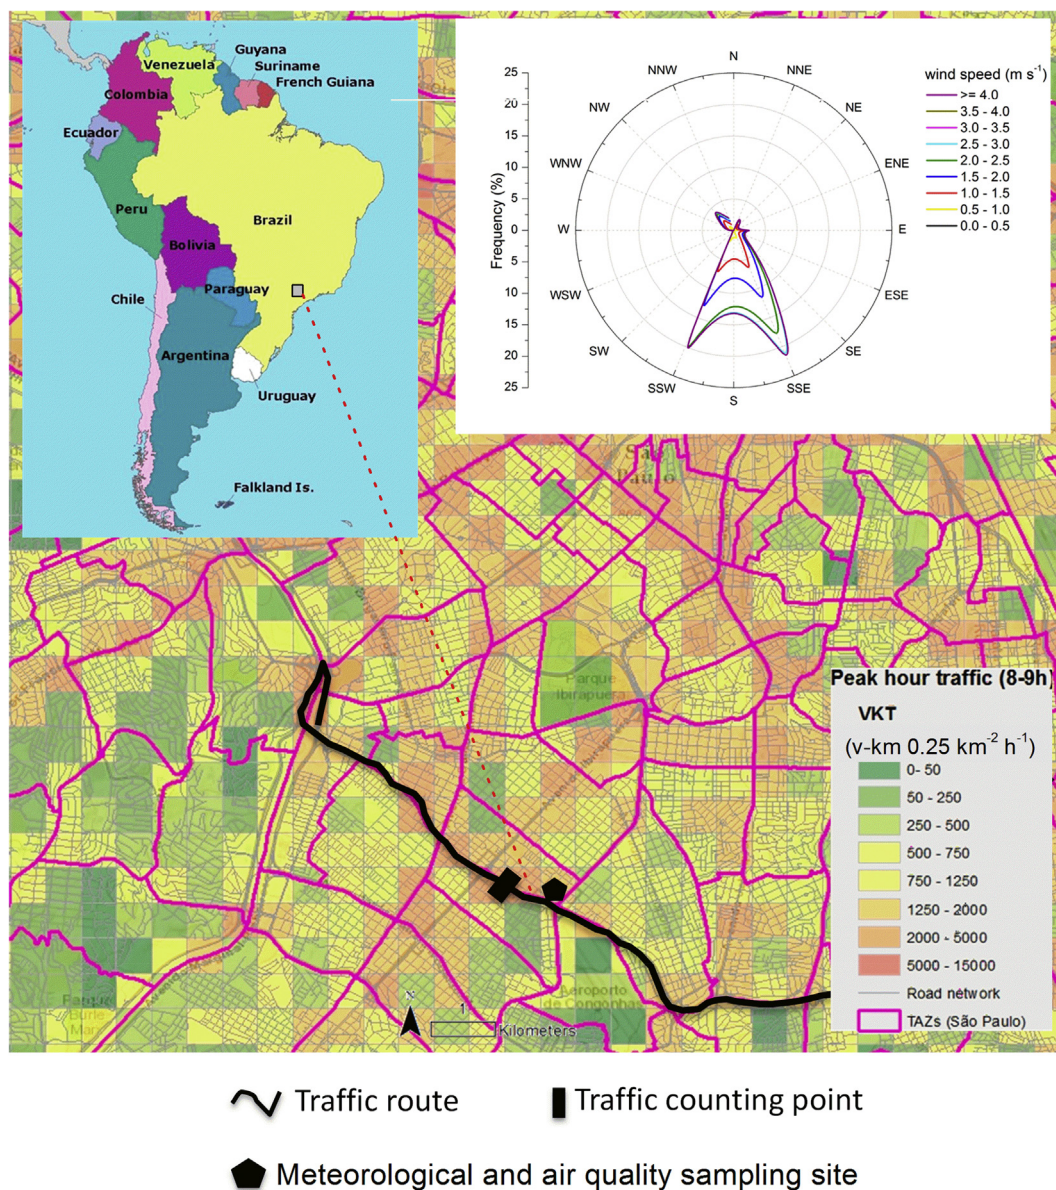 Guyana
Venezuela
Suriname
French Guiana
Colombia
Ecuador
Peru
Brazil
Bolivia
Chile
Paraguay
Argentina
Uruguay
Falkland Is.
Frequency (%)
25
20
15
10
5
0
5
10
15
20
25
N
NNE
NE
ENE
E
ESE
SE
SSE
S
SSW
SW
WSW
W
WNW
NW
NNW
wind speed (m s⁻¹)
>= 4.0
3.5 - 4.0
3.0 - 3.5
2.5 - 3.0
2.0 - 2.5
1.5 - 2.0
1.0 - 1.5
0.5 - 1.0
0.0 - 0.5
São
Paulo
Parque
Ibirapuera
Aeroporto
de Congonhas
Parque
Burle
Marx
N
1
Kilometers
Peak hour traffic (8-9h)
VKT
(v-km 0.25 km⁻² h⁻¹)
0- 50
50 - 250
250 - 500
500 - 750
750 - 1250
1250 - 2000
2000 - 5000
5000 - 15000
Road network
TAZs (São Paulo)
Traffic route
Traffic counting point
Meteorological and air quality sampling site